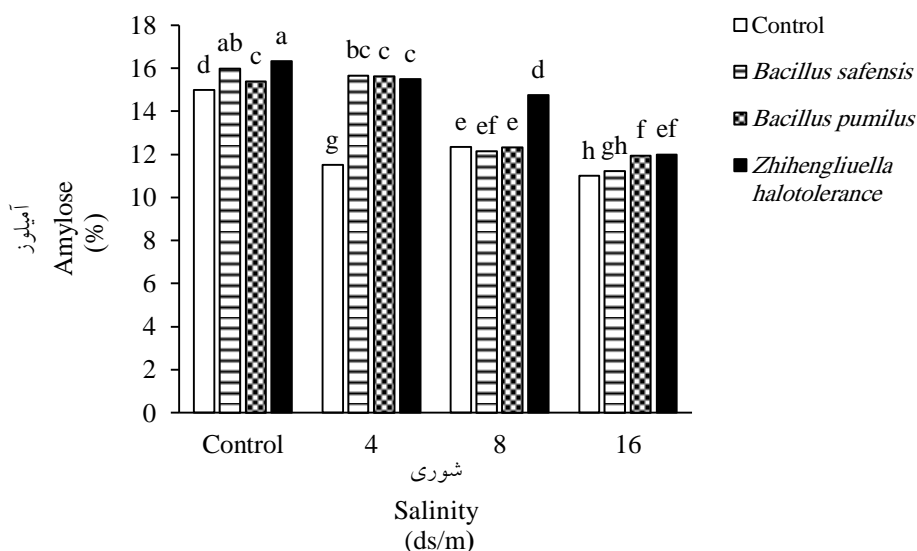 18
16
14
12
10
8
6
4
2
0
آمیلوز
Amylose
(%)
d ab c a
g bc c c
e ef e d
h gh f ef
Control 4 8 16
شوری
Salinity
(ds/m)
Control
Bacillus safensis
Bacillus pumilus
Zhihengliuella
halotolerance